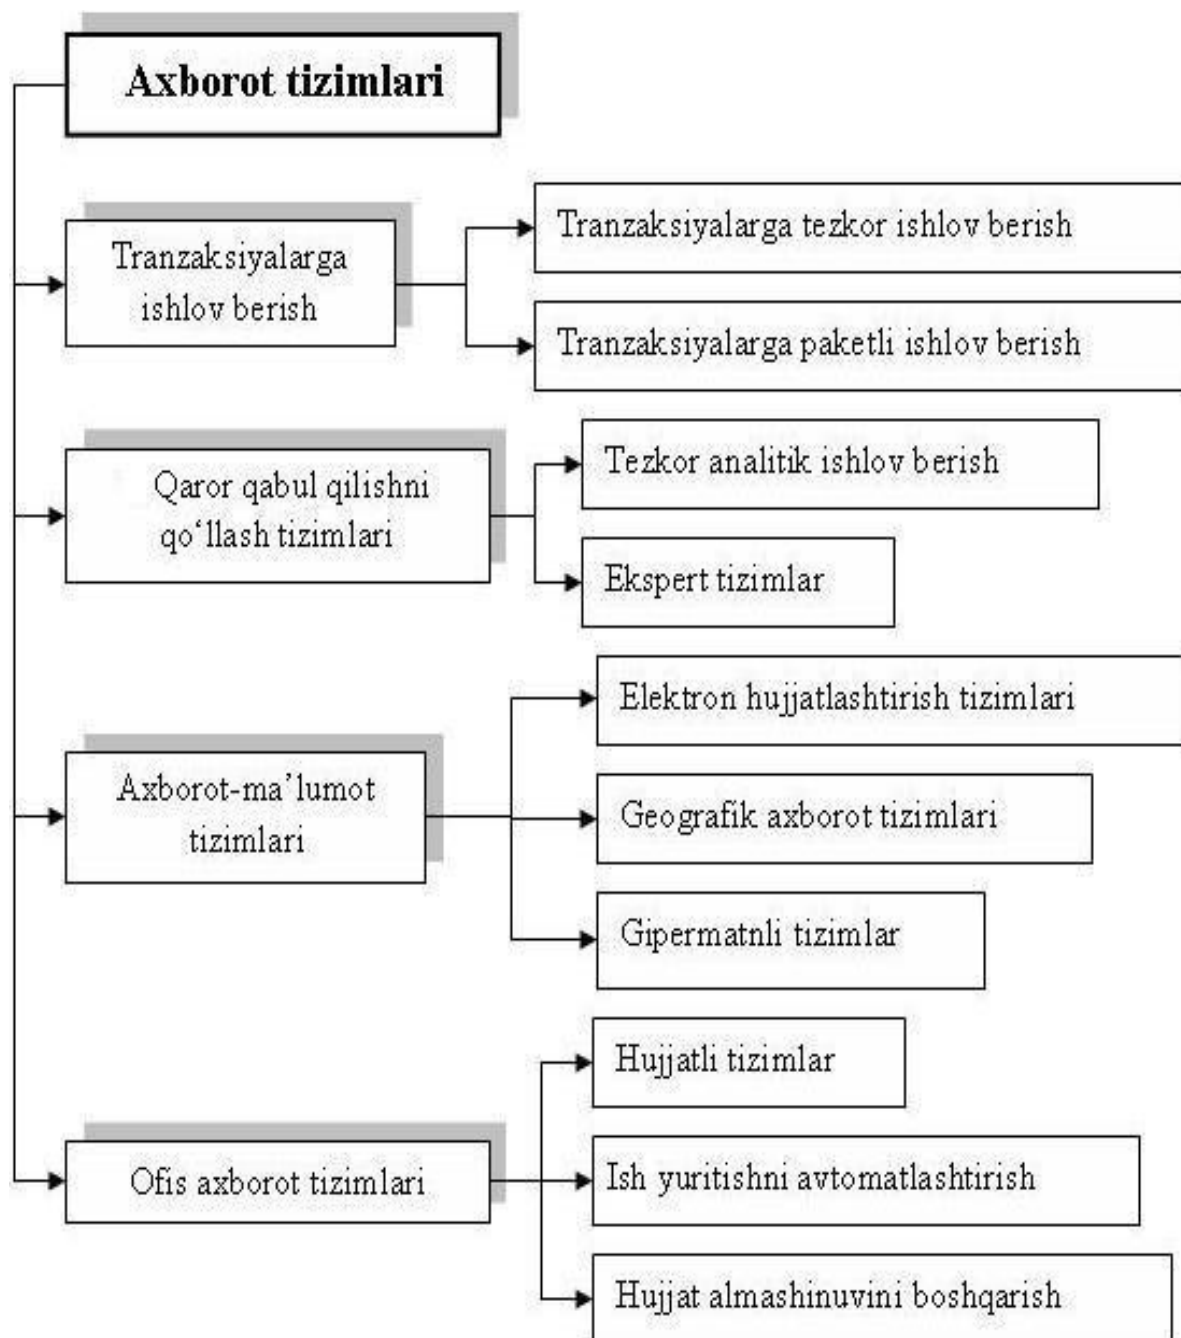 Axborot tizimlari
Tranzaksiyalarga
ishlov berish
Tranzaksiyalarga tezkor ishlov berish
Tranzaksiyalarga paketli ishlov berish
Qaror qabul qilishni
qo‘llash tizimlari
Tezkor analitik ishlov berish
Ekspert tizimlar
Axborot-ma’lumot
tizimlari
Elektron hujjatlashtirish tizimlari
Geografik axborot tizimlari
Gipermatnli tizimlar
Ofis axborot tizimlari
Hujjatli tizimlar
Ish yuritishni avtomatlashtirish
Hujjat almashinuvini boshqarish